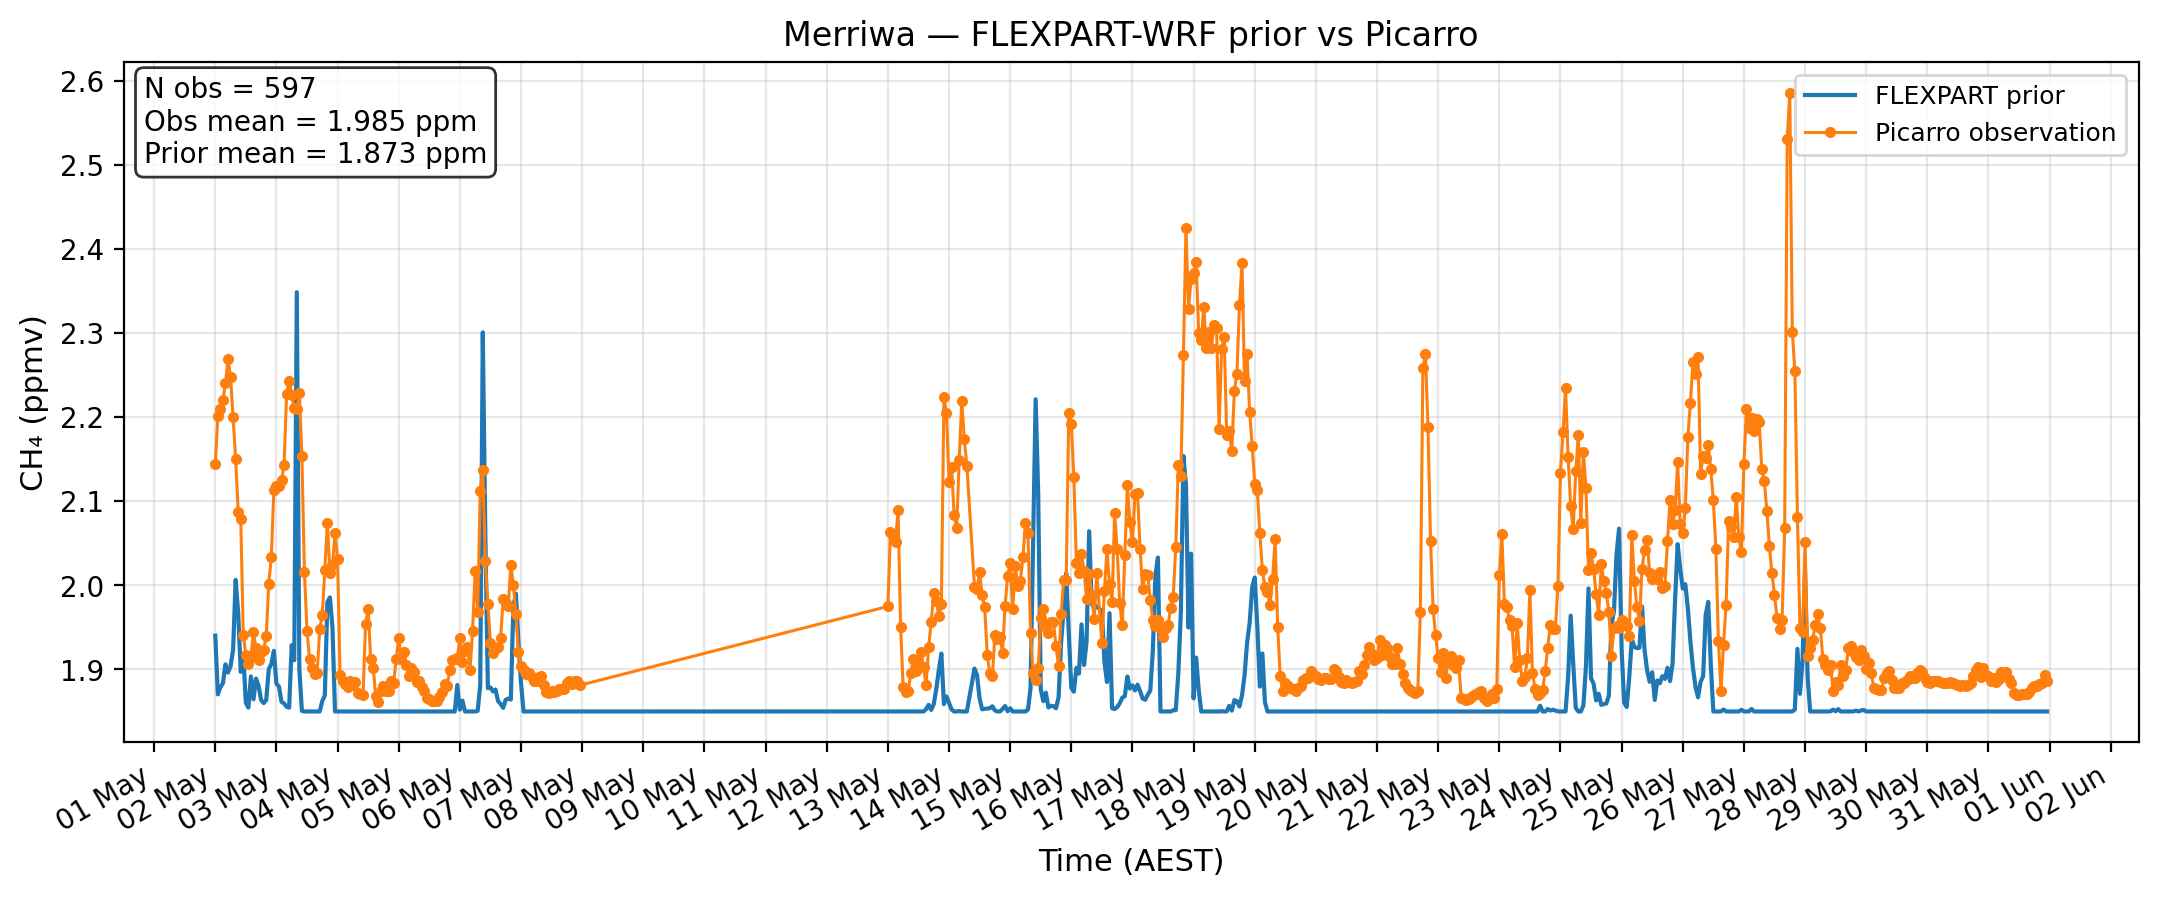 Merriwa — FLEXPART-WRF prior vs Picarro
N obs = 597
Obs mean = 1.985 ppm
Prior mean = 1.873 ppm
FLEXPART prior
Picarro observation
CH₄ (ppmv)
2.6
2.5
2.4
2.3
2.2
2.1
2.0
1.9
01 May
02 May
03 May
04 May
05 May
06 May
07 May
08 May
09 May
10 May
11 May
12 May
13 May
14 May
15 May
16 May
17 May
18 May
19 May
20 May
21 May
22 May
23 May
24 May
25 May
26 May
27 May
28 May
29 May
30 May
31 May
01 Jun
02 Jun
Time (AEST)